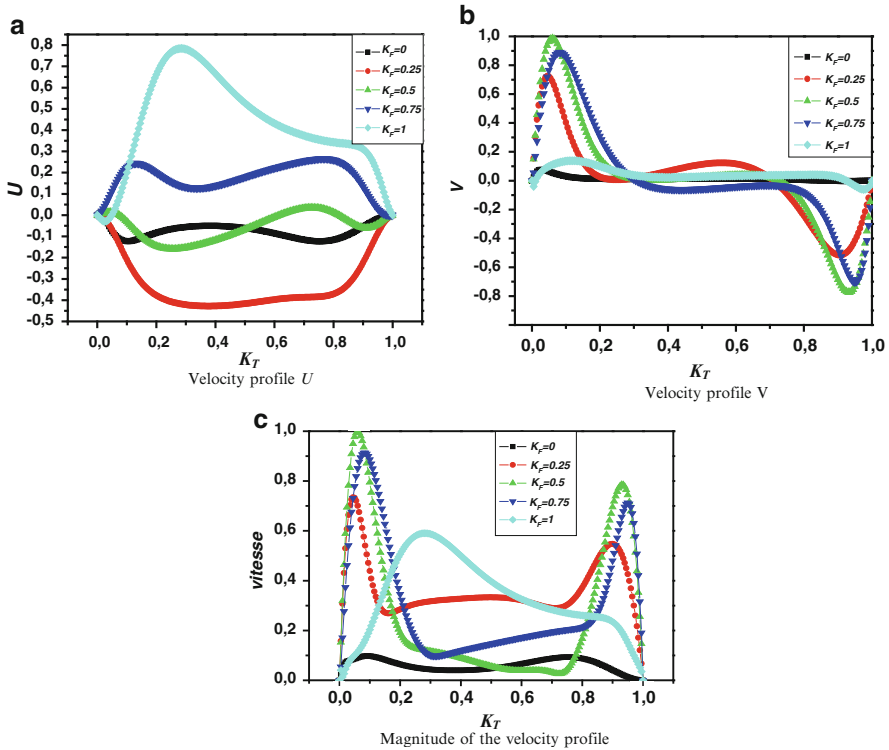 a
0,8
0,7
0,6
0,5
0,4
0,3
0,2
0,1
0,0
-0,1
-0,2
-0,3
-0,4
-0,5
U
K_F=0
K_F=0.25
K_F=0.5
K_F=0.75
K_F=1
0,0 0,2 0,4 0,6 0,8 1,0
K_T
Velocity profile U
b
1,0
0,8
0,6
0,4
0,2
0,0
-0,2
-0,4
-0,6
-0,8
V
K_F=0
K_F=0.25
K_F=0.5
K_F=0.75
K_F=1
0,0 0,2 0,4 0,6 0,8 1,0
K_T
Velocity profile V
c
1,0
0,8
0,6
0,4
0,2
0,0
vitesse
K_F=0
K_F=0.25
K_F=0.5
K_F=0.75
K_F=1
0,0 0,2 0,4 0,6 0,8 1,0
K_T
Magnitude of the velocity profile